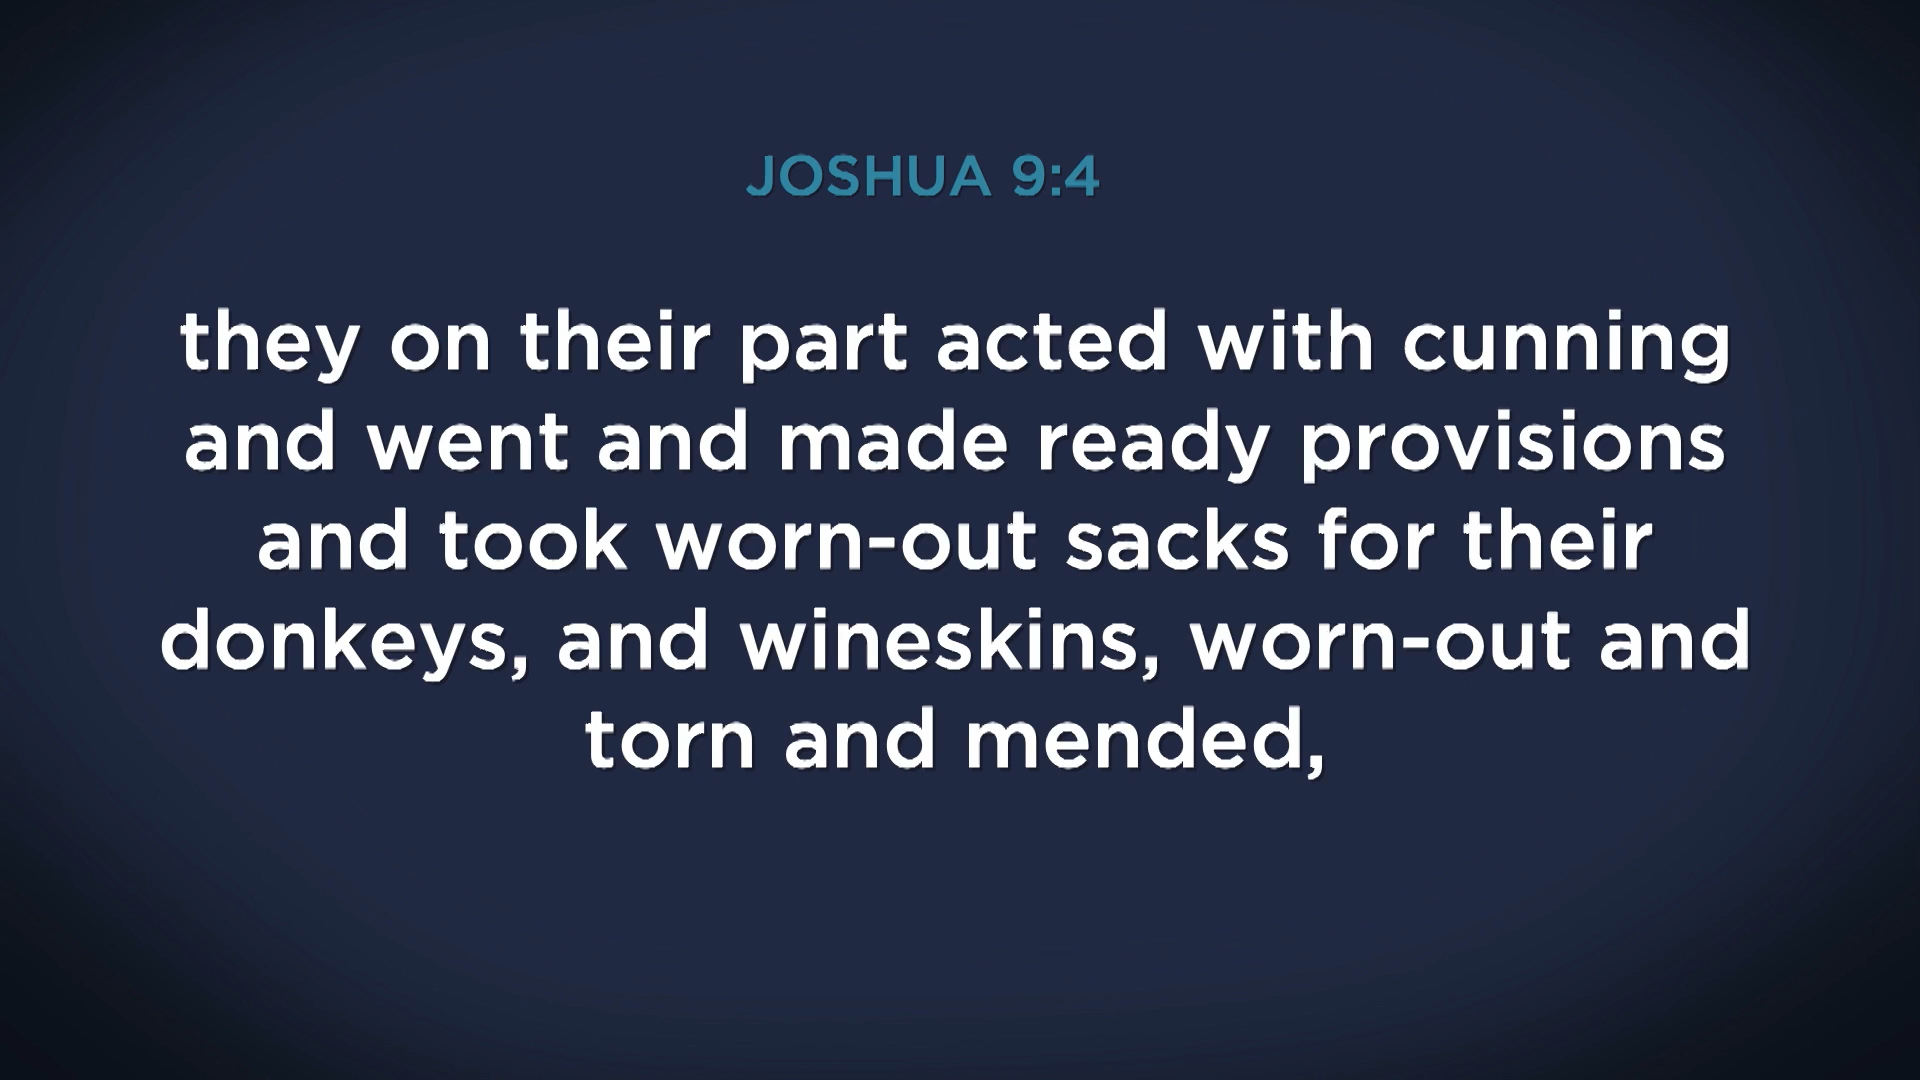 JOSHUA 9:4
they on their part acted with cunning
and went and made ready provisions
and took worn-out sacks for their
donkeys, and wineskins, worn-out and
torn and mended,